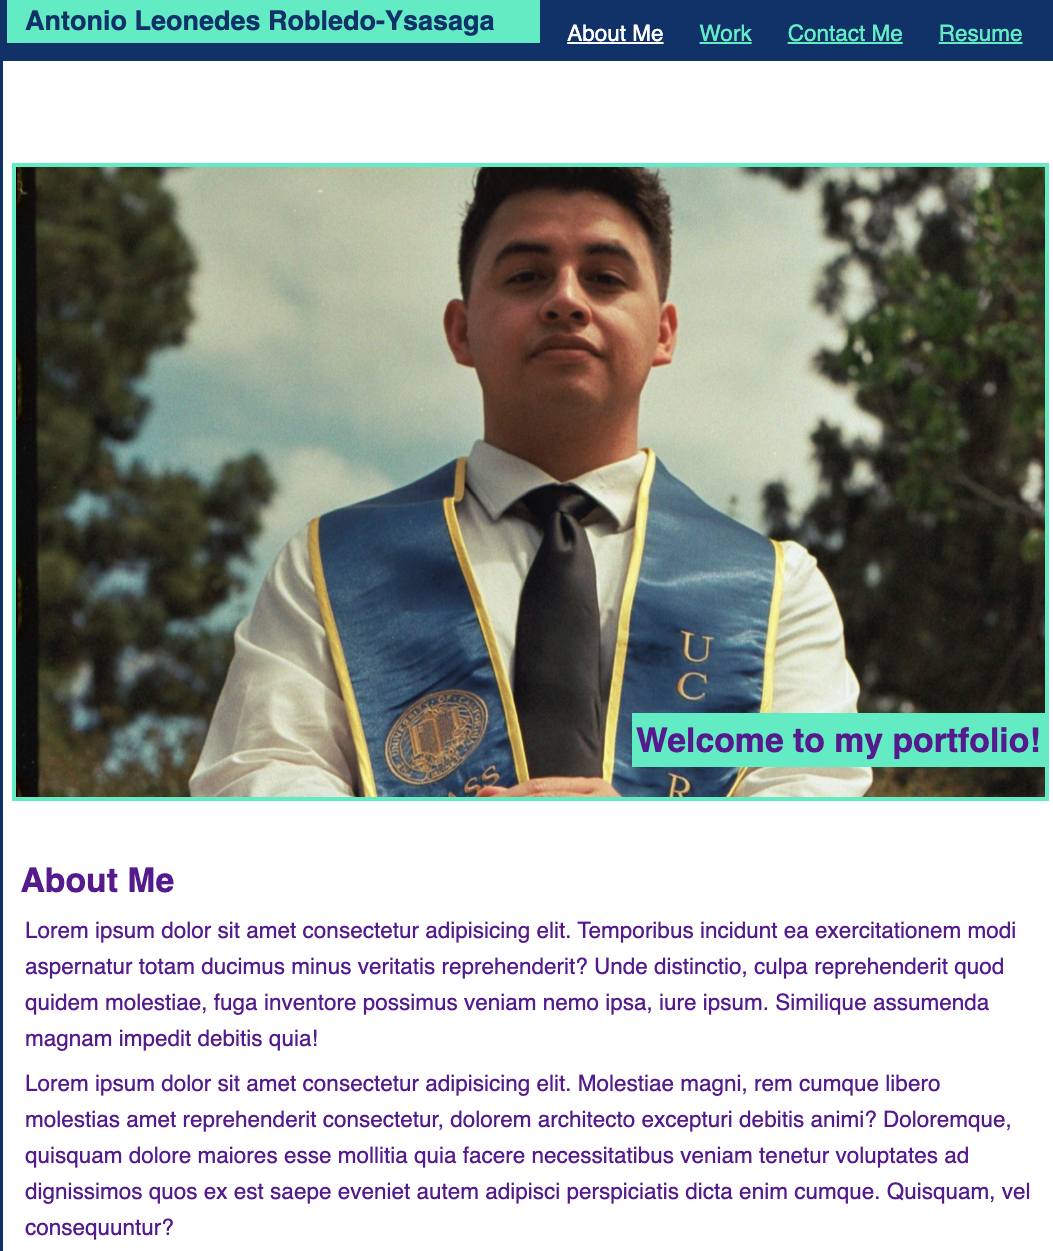 Antonio Leonedes Robledo-Ysasaga
About Me Work Contact Me Resume
U
C
R
ASS
Welcome to my portfolio!
About Me
Lorem ipsum dolor sit amet consectetur adipisicing elit. Temporibus incidunt ea exercitationem modi
aspernatur totam ducimus minus veritatis reprehenderit? Unde distinctio, culpa reprehenderit quod
quidem molestiae, fuga inventore possimus veniam nemo ipsa, iure ipsum. Similique assumenda
magnam impedit debitis quia!
Lorem ipsum dolor sit amet consectetur adipisicing elit. Molestiae magni, rem cumque libero
molestias amet reprehenderit consectetur, dolorem architecto excepturi debitis animi? Doloremque,
quisquam dolore maiores esse mollitia quia facere necessitatibus veniam tenetur voluptates ad
dignissimos quos ex est saepe eveniet autem adipisci perspiciatis dicta enim cumque. Quisquam, vel
consequuntur?